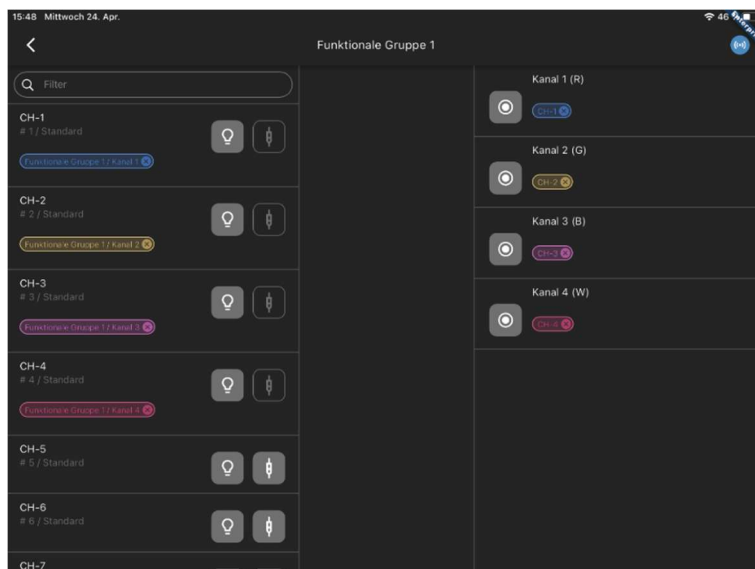 15:48 Mittwoch 24. Apr.
46 %
Enterpri
Funktionale Gruppe 1
Filter
CH-1
# 1 / Standard
Funktionale Gruppe 1 / Kanal 1
CH-2
# 2 / Standard
Funktionale Gruppe 1 / Kanal 2
CH-3
# 3 / Standard
Funktionale Gruppe 1 / Kanal 3
CH-4
# 4 / Standard
Funktionale Gruppe 1 / Kanal 4
CH-5
# 5 / Standard
CH-6
# 6 / Standard
CH-7
Kanal 1 (R)
CH-1
Kanal 2 (G)
CH-2
Kanal 3 (B)
CH-3
Kanal 4 (W)
CH-4